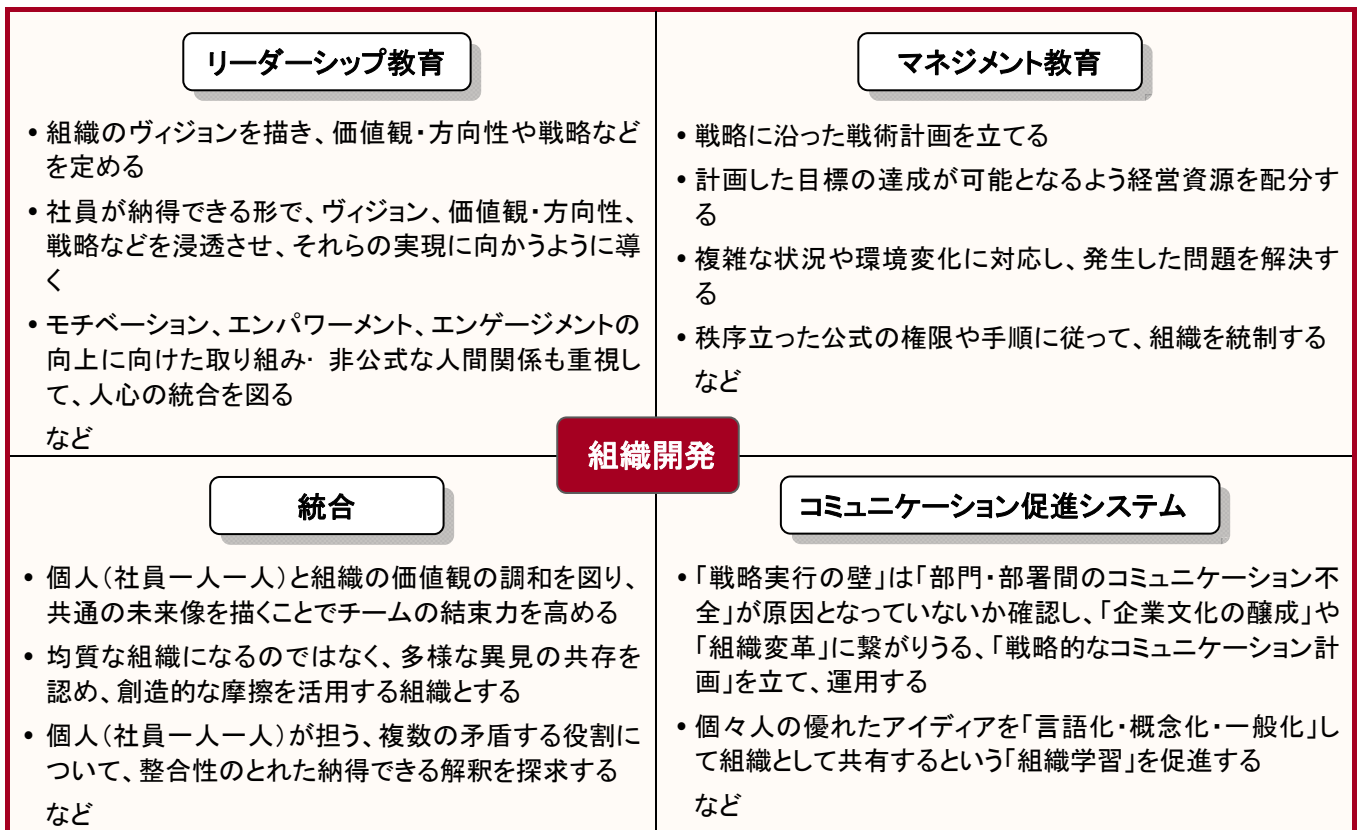 リーダーシップ教育
• 組織のヴィジョンを描き、価値観・方向性や戦略など
を定める
• 社員が納得できる形で、ヴィジョン、価値観・方向性、
戦略などを浸透させ、それらの実現に向かうように導
く
• モチベーション、エンパワーメント、エンゲージメントの
向上に向けた取り組み· 非公式な人間関係も重視し
て、人心の統合を図る
など
マネジメント教育
• 戦略に沿った戦術計画を立てる
• 計画した目標の達成が可能となるよう経営資源を配分す
る
• 複雑な状況や環境変化に対応し、発生した問題を解決す
る
• 秩序立った公式の権限や手順に従って、組織を統制する
など
組織開発
統合
• 個人（社員一人一人）と組織の価値観の調和を図り、
共通の未来像を描くことでチームの結束力を高める
• 均質な組織になるのではなく、多様な異見の共存を
認め、創造的な摩擦を活用する組織とする
• 個人（社員一人一人）が担う、複数の矛盾する役割に
ついて、整合性のとれた納得できる解釈を探求する
など
コミュニケーション促進システム
•「戦略実行の壁」は「部門・部署間のコミュニケーション不
全」が原因となっていないか確認し、「企業文化の醸成」や
「組織変革」に繋がりうる、「戦略的なコミュニケーション計
画」を立て、運用する
• 個々人の優れたアイディアを「言語化・概念化・一般化」し
て組織として共有するという「組織学習」を促進する
など